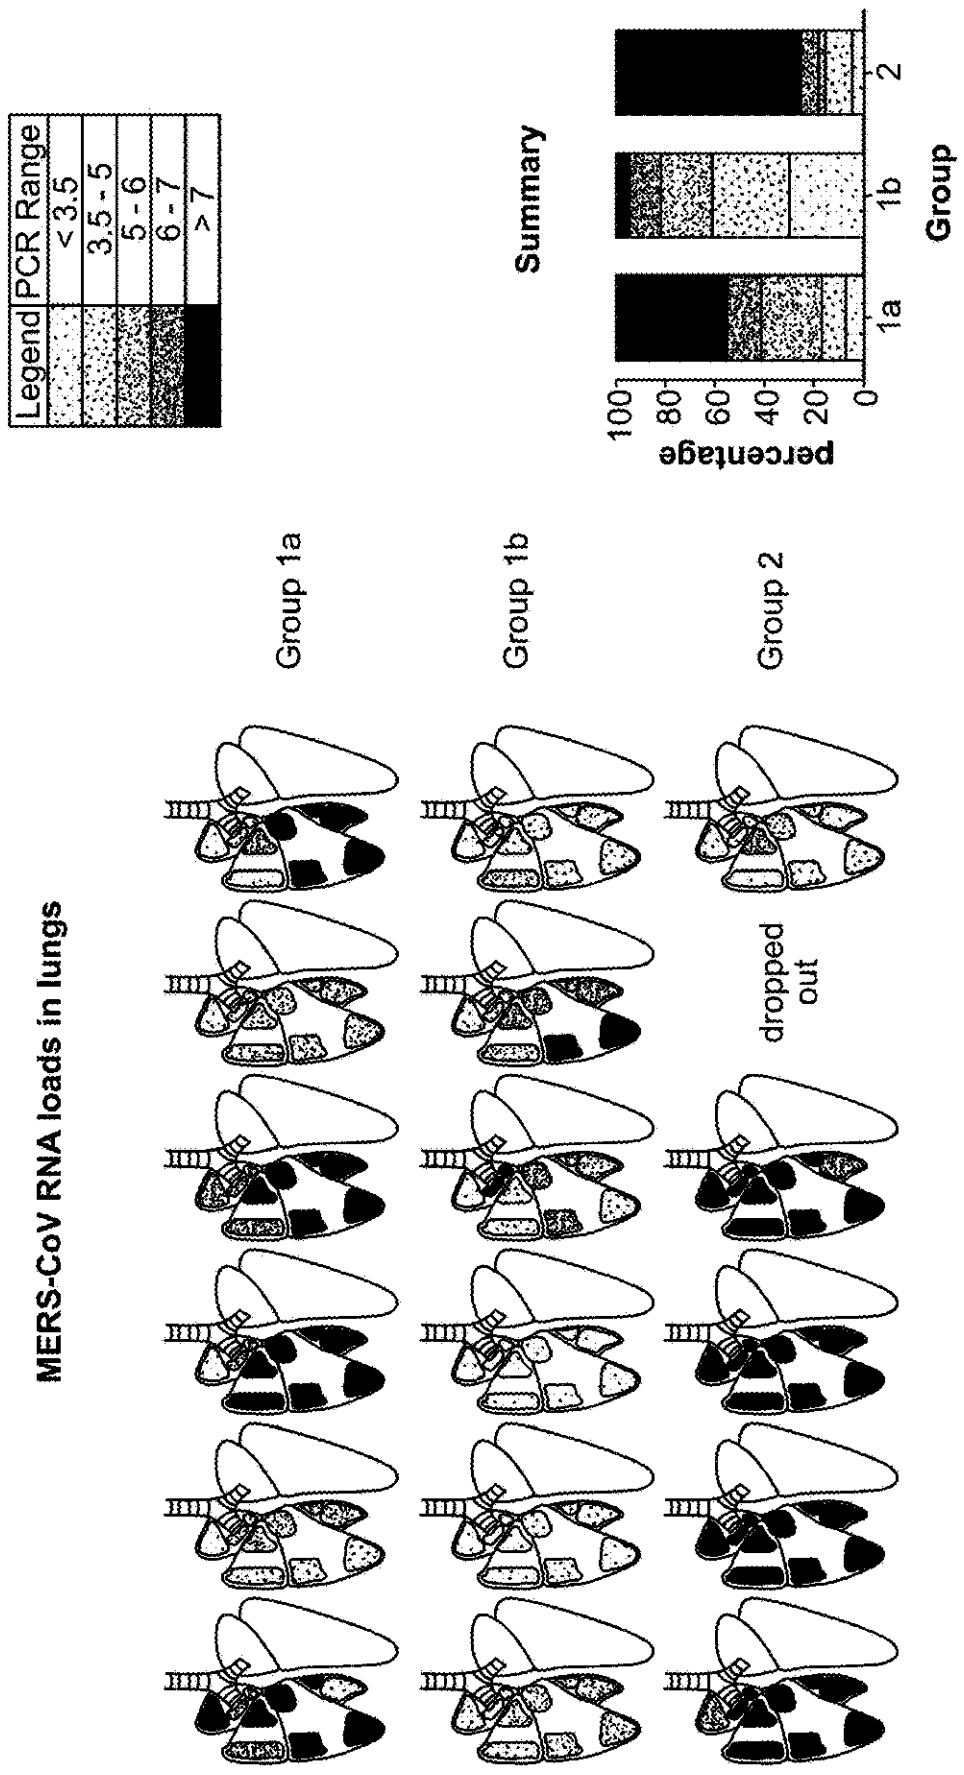 MERS-CoV RNA loads in lungs
Legend PCR Range
< 3.5
3.5 - 5
5 - 6
6 - 7
> 7
Group 1a
Group 1b
dropped
out
Group 2
Summary
percentage
100
80
60
40
20
0
1a
1b
2
Group